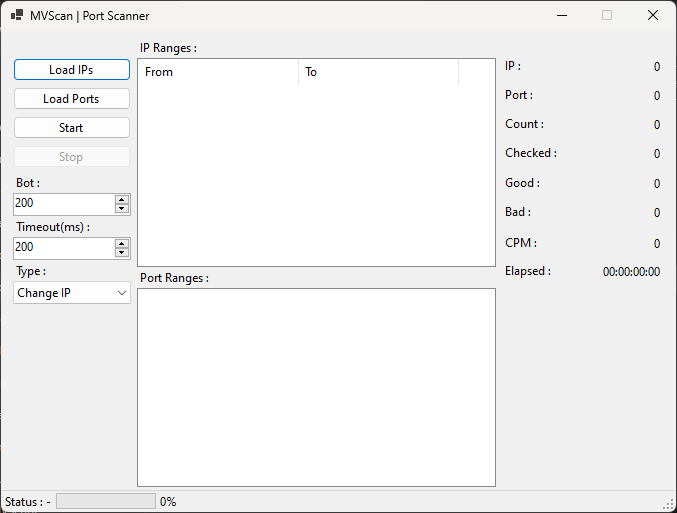 MVScan | Port Scanner
Load IPs
Load Ports
Start
Stop
Bot :
200
Timeout(ms) :
200
Type :
Change IP
IP Ranges :
From To
Port Ranges :
IP : 0
Port : 0
Count : 0
Checked : 0
Good : 0
Bad : 0
CPM : 0
Elapsed : 00:00:00:00
Status : - 0%